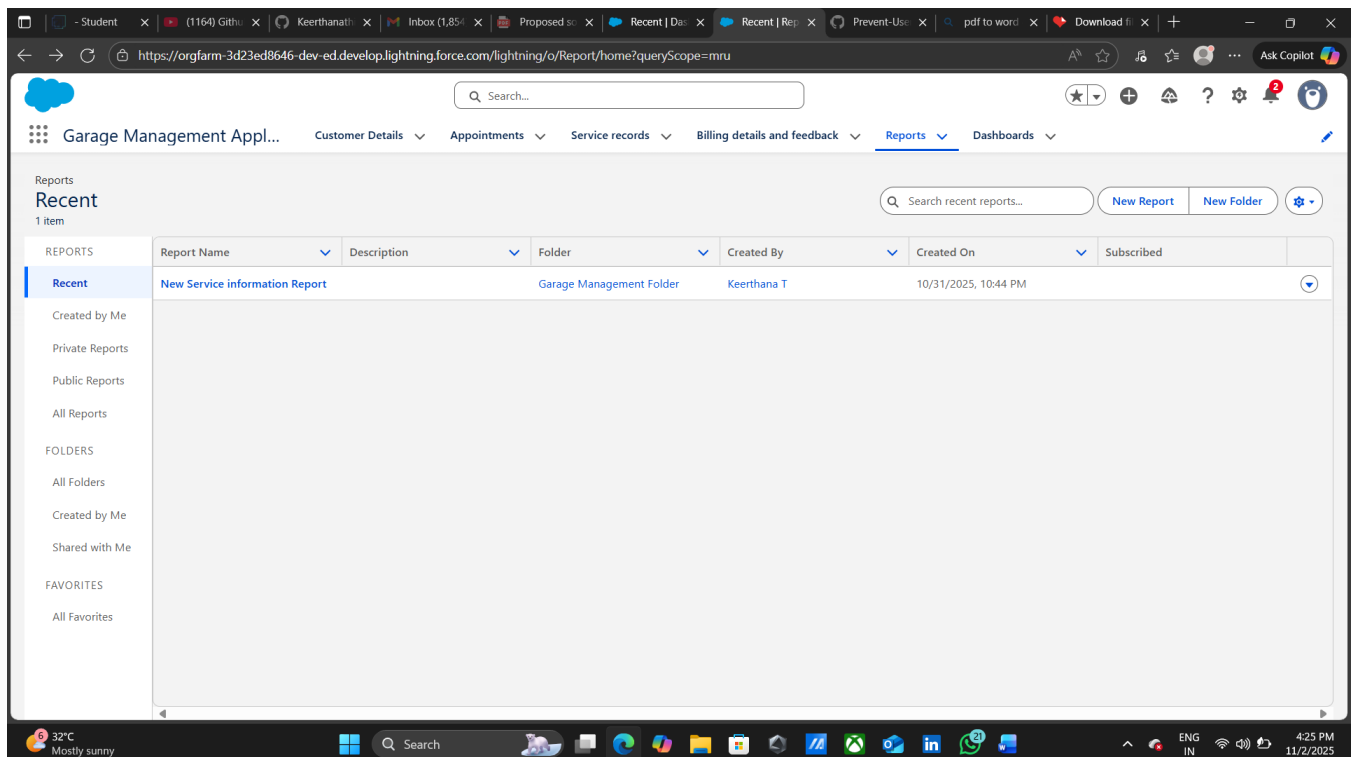 - Student
(1164) Githu
Keerthanath
Inbox (1,854
Proposed so
Recent | Das
Recent | Rep
Prevent-Use
pdf to word
Download fi
https://orgfarm-3d23ed8646-dev-ed.develop.lightning.force.com/lightning/o/Report/home?queryScope=mru
Ask Copilot
Search...
2
Garage Management Appl...
Customer Details
Appointments
Service records
Billing details and feedback
Reports
Dashboards
Reports
Recent
1 item
Search recent reports...
New Report
New Folder
REPORTS
Report Name
Description
Folder
Created By
Created On
Subscribed
Recent
New Service information Report
Garage Management Folder
Keerthana T
10/31/2025, 10:44 PM
Created by Me
Private Reports
Public Reports
All Reports
FOLDERS
All Folders
Created by Me
Shared with Me
FAVORITES
All Favorites
6
32°C
Mostly sunny
Search
21
ENG
IN
4:25 PM
11/2/2025